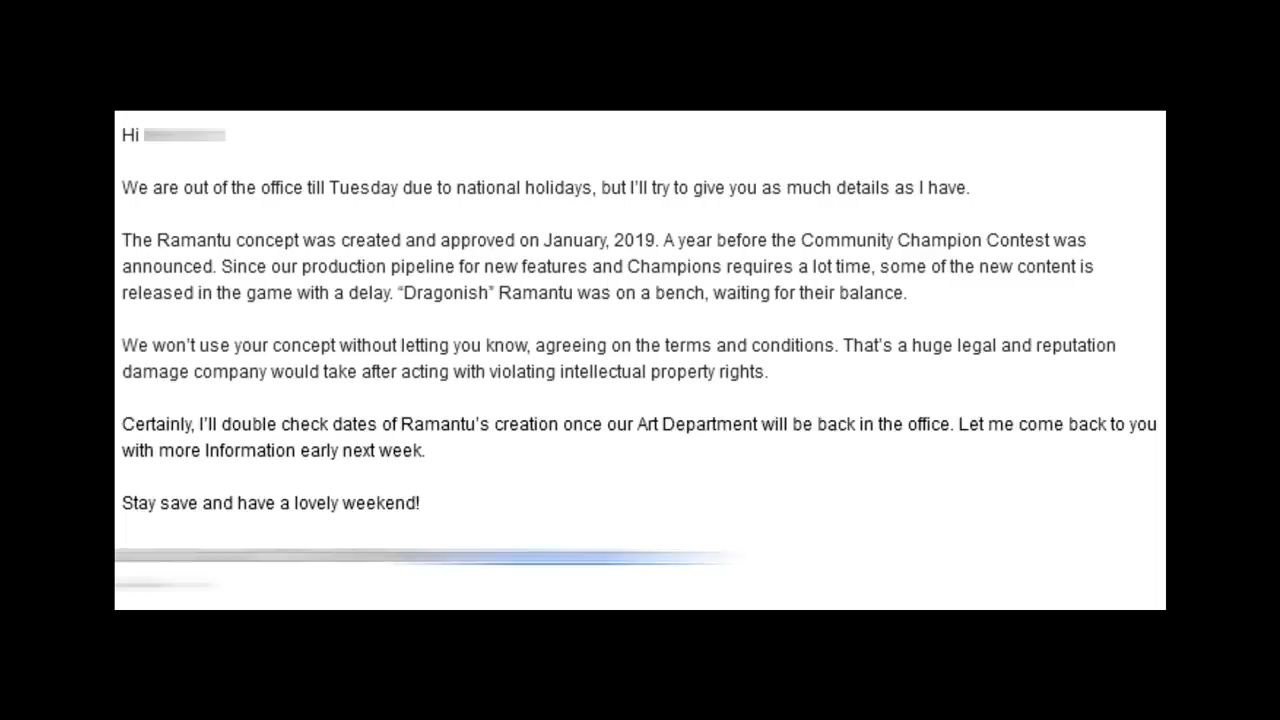 Hi
We are out of the office till Tuesday due to national holidays, but I’ll try to give you as much details as I have.
The Ramantu concept was created and approved on January, 2019. A year before the Community Champion Contest was
announced. Since our production pipeline for new features and Champions requires a lot time, some of the new content is
released in the game with a delay. “Dragonish” Ramantu was on a bench, waiting for their balance.
We won’t use your concept without letting you know, agreeing on the terms and conditions. That’s a huge legal and reputation
damage company would take after acting with violating intellectual property rights.
Certainly, I’ll double check dates of Ramantu’s creation once our Art Department will be back in the office. Let me come back to you
with more Information early next week.
Stay save and have a lovely weekend!